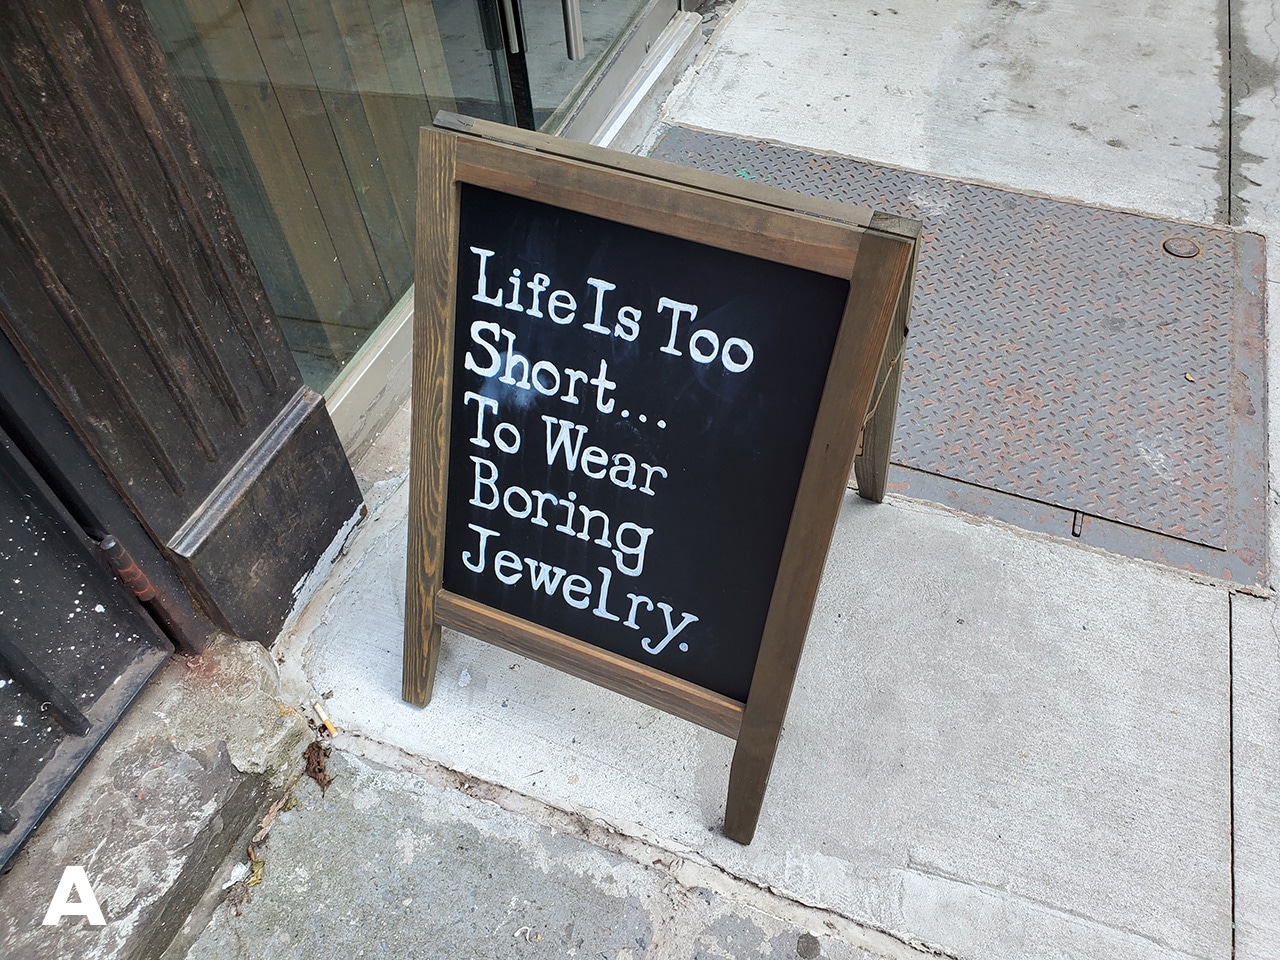 Life Is Too
Short...
To Wear
Boring
Jewelry.
A